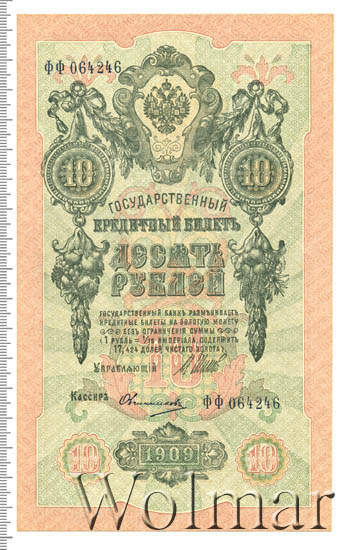 ФФ 064246
10 10
ГОСУДАРСТВЕННЫЙ
КРЕДИТНЫЙ БИЛЕТЪ
ДЕСЯТЬ
РУБЛЕЙ
ГОСУДАРСТВЕННЫЙ БАНКЪ РАЗМѢНИВАЕТЪ
КРЕДИТНЫЕ БИЛЕТЫ НА ЗОЛОТУЮ МОНЕТУ
БЕЗЪ ОГРАНИЧЕНІЯ СУММЫ
(1 РУБЛЬ = 1/15 ИМПЕРІАЛА, СОДЕРЖИТЪ
17,424 ДОЛЕЙ ЧИСТАГО ЗОЛОТА).
УПРАВЛЯЮЩІЙ
10
КАССИРЪ
ФФ 064246
10 1909 10
Wolmar